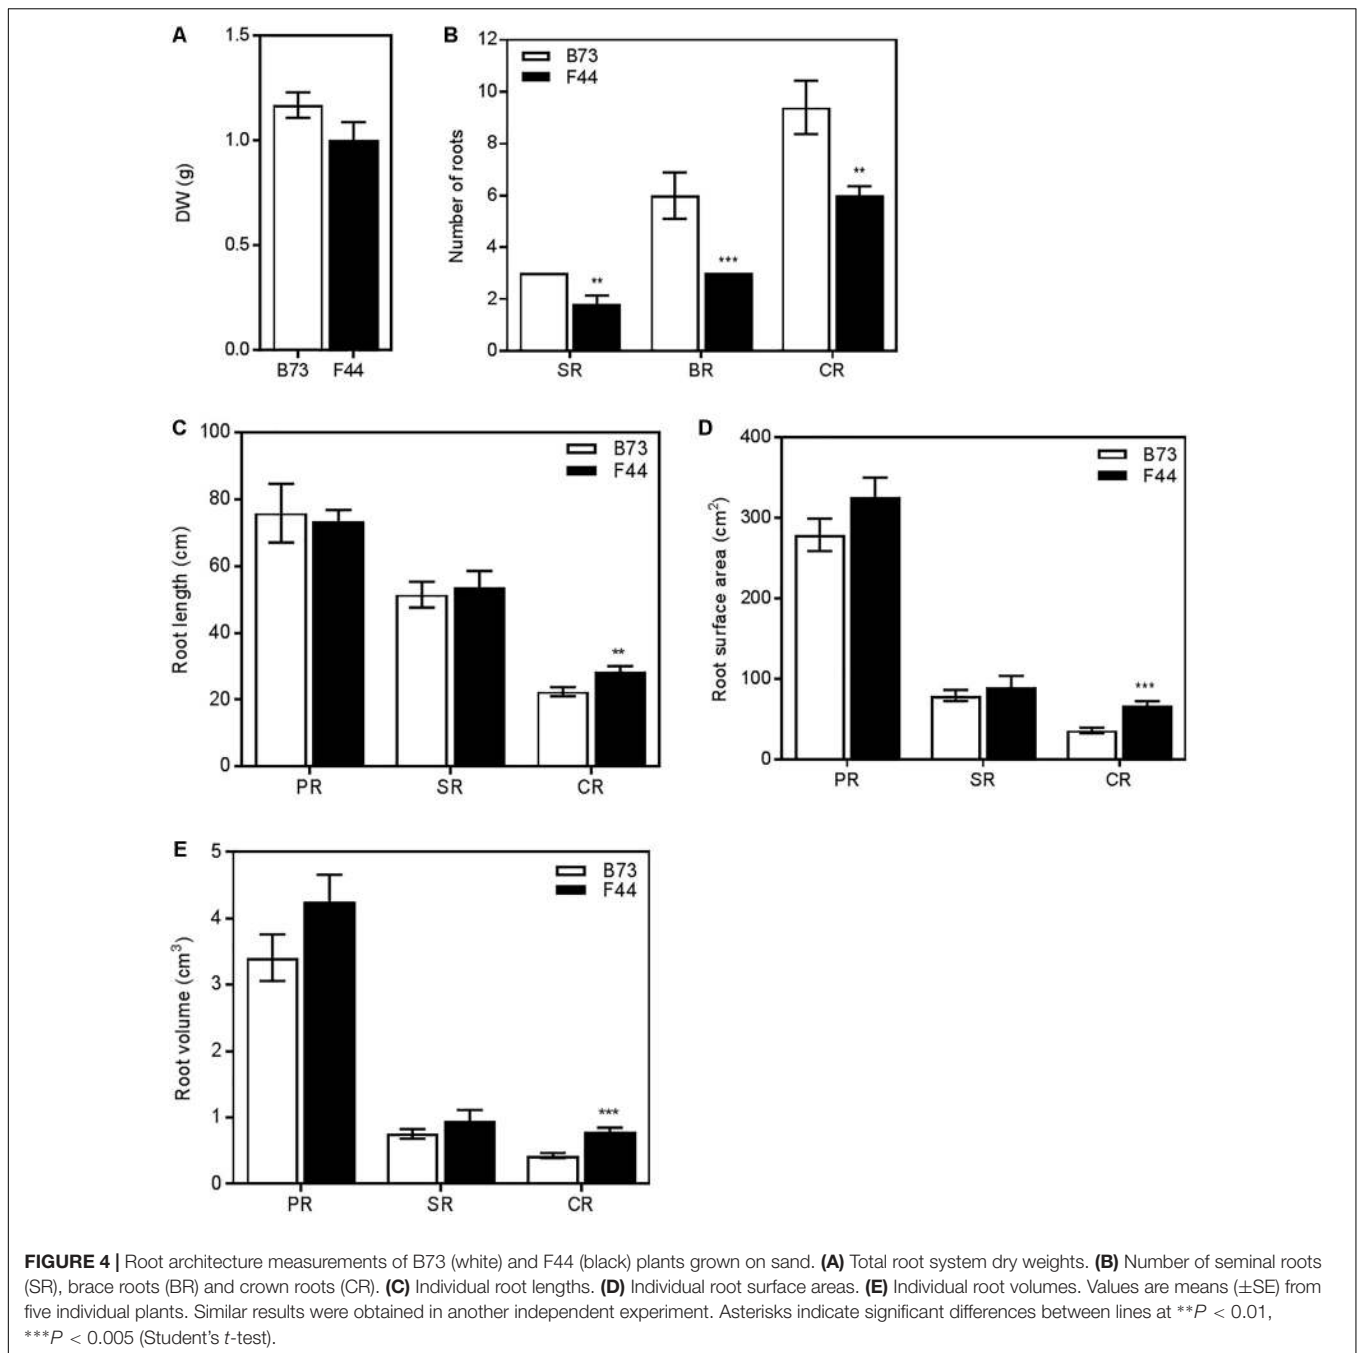 A
1.5
1.0
0.5
0.0
DW (g)
B73 F44
B
12
10
8
6
4
2
0
Number of roots
B73
F44
**
***
**
SR BR CR
C
100
80
60
40
20
0
Root length (cm)
B73
F44
**
PR SR CR
D
400
300
200
100
0
Root surface area (cm²)
B73
F44
***
PR SR CR
E
5
4
3
2
1
0
Root volume (cm³)
B73
F44
***
PR SR CR
FIGURE 4 | Root architecture measurements of B73 (white) and F44 (black) plants grown on sand. (A) Total root system dry weights. (B) Number of seminal roots
(SR), brace roots (BR) and crown roots (CR). (C) Individual root lengths. (D) Individual root surface areas. (E) Individual root volumes. Values are means (±SE) from
five individual plants. Similar results were obtained in another independent experiment. Asterisks indicate significant differences between lines at **P < 0.01,
***P < 0.005 (Student's t-test).